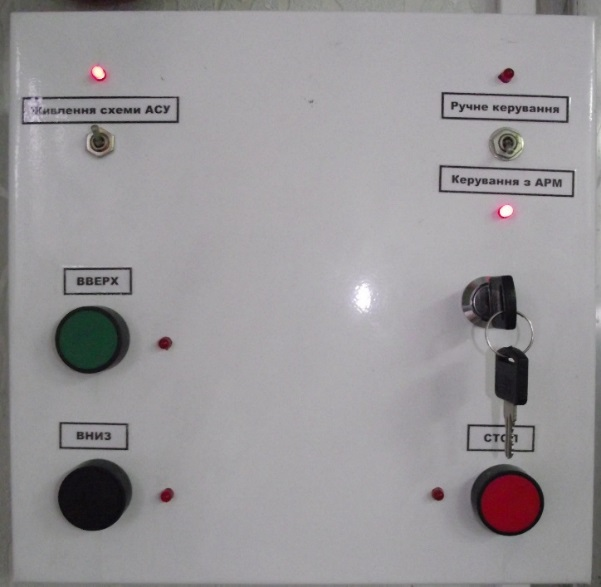 Живлення схеми АСУ
Ручне керування
Керування з АРМ
ВВЕРХ
ВНИЗ
СТОП